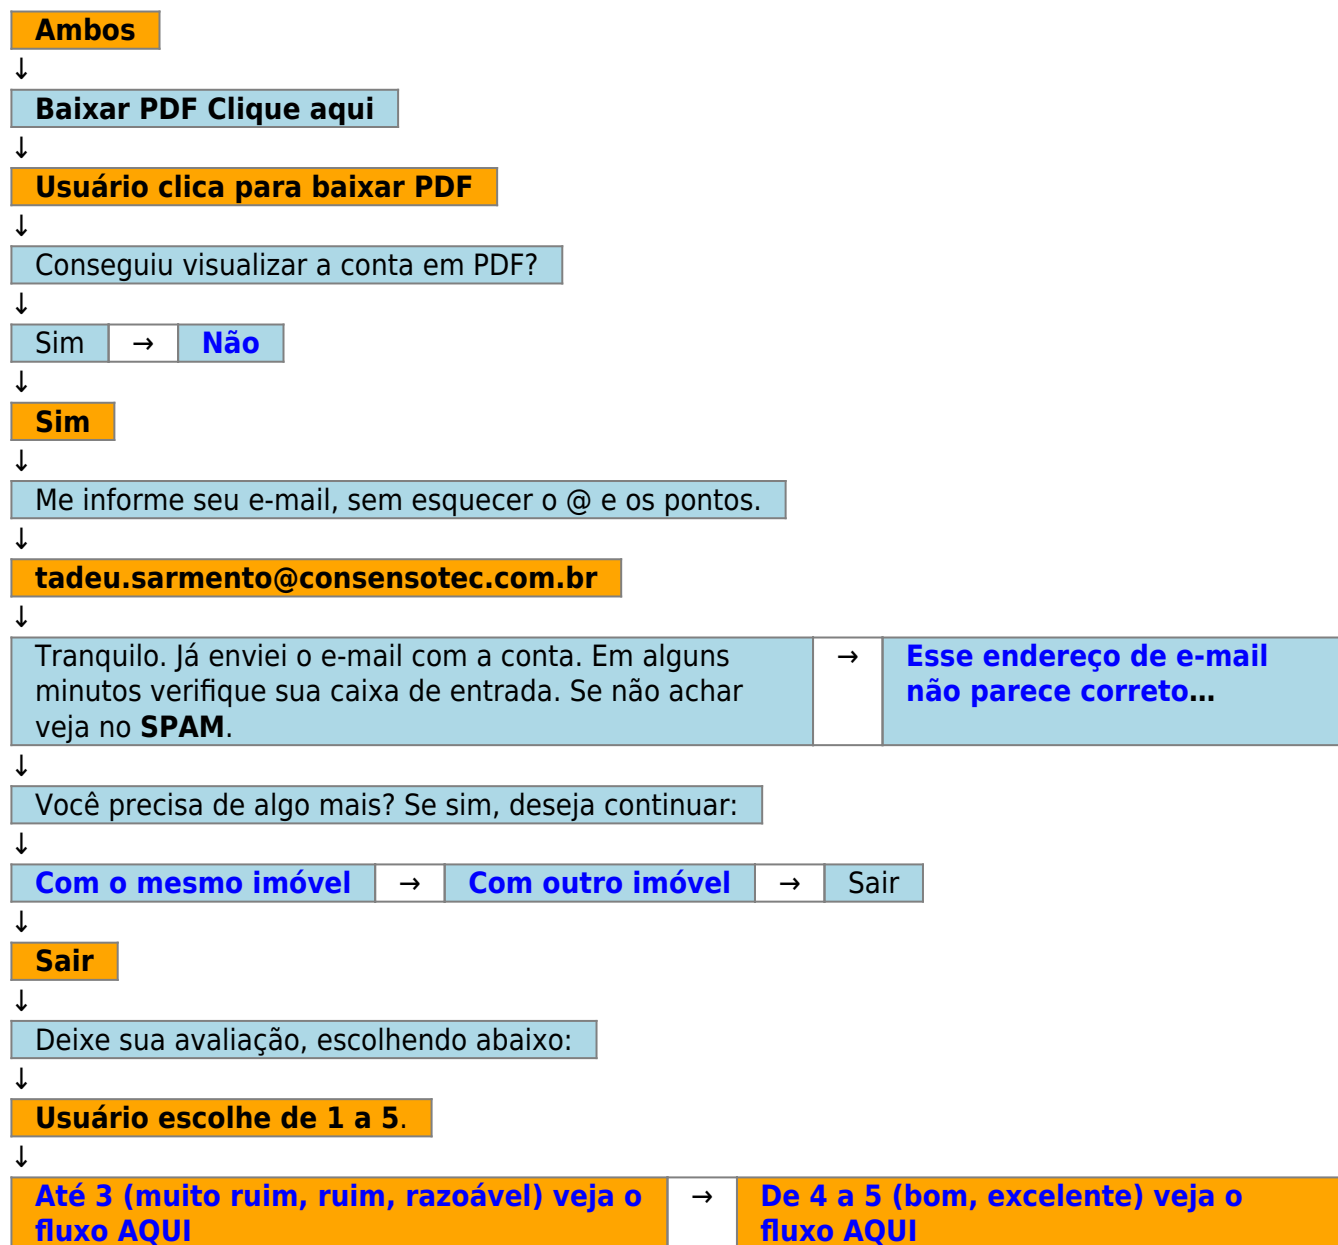 Ambos
↓
Baixar PDF Clique aqui
↓
Usuário clica para baixar PDF
↓
Conseguiu visualizar a conta em PDF?
↓
Sim → Não
↓
Sim
↓
Me informe seu e-mail, sem esquecer o @ e os pontos.
↓
tadeu.sarmento@consensotec.com.br
↓
Tranquilo. Já enviei o e-mail com a conta. Em alguns
minutos verifique sua caixa de entrada. Se não achar
veja no SPAM.
→
Esse endereço de e-mail
não parece correto…
↓
Você precisa de algo mais? Se sim, deseja continuar:
↓
Com o mesmo imóvel → Com outro imóvel → Sair
↓
Sair
↓
Deixe sua avaliação, escolhendo abaixo:
↓
Usuário escolhe de 1 a 5.
↓
Até 3 (muito ruim, ruim, razoável) veja o
fluxo AQUI
→
De 4 a 5 (bom, excelente) veja o
fluxo AQUI